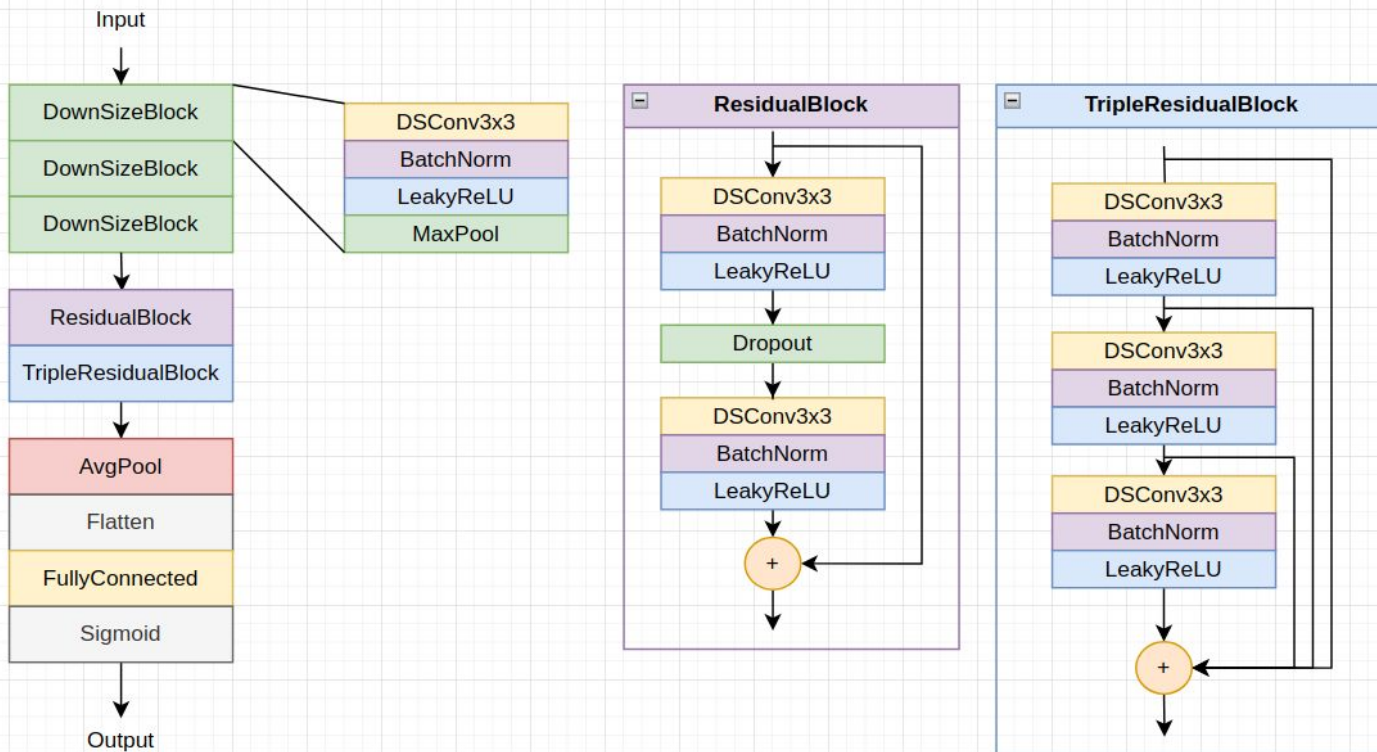 Input
DownSizeBlock
DownSizeBlock
DownSizeBlock
ResidualBlock
TripleResidualBlock
AvgPool
Flatten
FullyConnected
Sigmoid
Output
DSConv3x3
BatchNorm
LeakyReLU
MaxPool
ResidualBlock
DSConv3x3
BatchNorm
LeakyReLU
Dropout
DSConv3x3
BatchNorm
LeakyReLU
+
TripleResidualBlock
DSConv3x3
BatchNorm
LeakyReLU
DSConv3x3
BatchNorm
LeakyReLU
DSConv3x3
BatchNorm
LeakyReLU
+